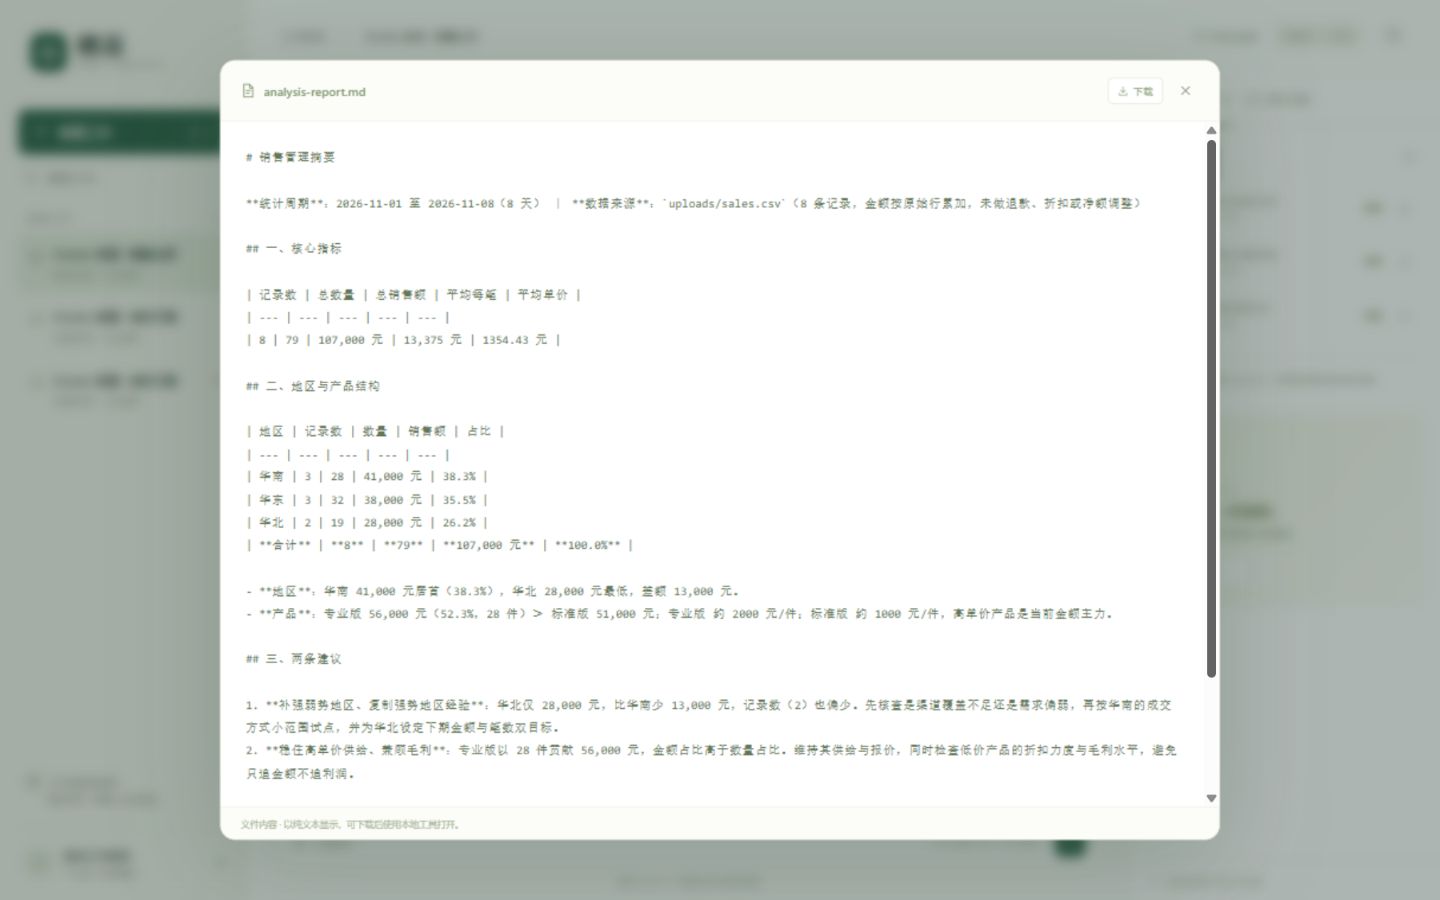 analysis-report.md
下载
# 销售管理摘要
**统计周期**: 2026-11-01 至 2026-11-08（8 天） | **数据来源**: `uploads/sales.csv`（8 条记录，金额按原始行累加，未做退款、折扣或净额调整）
## 一、核心指标
| 记录数 | 总数量 | 总销售额 | 平均每笔 | 平均单价 |
| --- | --- | --- | --- | --- |
| 8 | 79 | 107,000 元 | 13,375 元 | 1354.43 元 |
## 二、地区与产品结构
| 地区 | 记录数 | 数量 | 销售额 | 占比 |
| --- | --- | --- | --- | --- |
| 华南 | 3 | 28 | 41,000 元 | 38.3% |
| 华东 | 3 | 32 | 38,000 元 | 35.5% |
| 华北 | 2 | 19 | 28,000 元 | 26.2% |
| **合计** | **8** | **79** | **107,000 元** | **100.0%** |
- **地区**: 华南 41,000 元居首（38.3%），华北 28,000 元最低，差额 13,000 元。
- **产品**: 专业版 56,000 元（52.3%，28 件）> 标准版 51,000 元；专业版 约 2000 元/件；标准版 约 1000 元/件，高单价产品是当前金额主力。
## 三、两条建议
1. **补强弱势地区、复制强势地区经验**: 华北仅 28,000 元，比华南少 13,000 元，记录数（2）也偏少。先核查是渠道覆盖不足还是需求偏弱，再按华南的成交
方式小范围试点，并为华北设定下期金额与笔数双目标。
2. **稳住高单价供给、兼顾毛利**: 专业版以 28 件贡献 56,000 元，金额占比高于数量占比。维持其供给与报价，同时检查低价产品的折扣力度与毛利水平，避免
只追金额不追利润。
文件内容 · 以纯文本显示，可下载后使用本地工具打开。